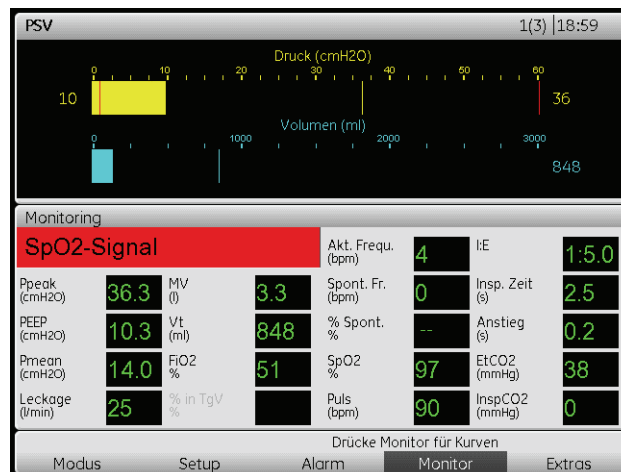 PSV 1(3) 18:59
Druck (cmH2O)
0 10 20 30 40 50 60
10 36
Volumen (ml)
0 1000 2000 3000
848
Monitoring
SpO2-Signal
Akt. Frequ. (bpm) 4 I:E 1:5.0
Ppeak (cmH2O) 36.3 MV (l) 3.3 Spont. Fr. (bpm) 0 Insp. Zeit (s) 2.5
PEEP (cmH2O) 10.3 Vt (ml) 848 % Spont. % -- Anstieg (s) 0.2
Pmean (cmH2O) 14.0 FiO2 % 51 SpO2 % 97 EtCO2 (mmHg) 38
Leckage (l/min) 25 % in TgV % Puls (bpm) 90 InspCO2 (mmHg) 0
Drücke Monitor für Kurven
Modus Setup Alarm Monitor Extras